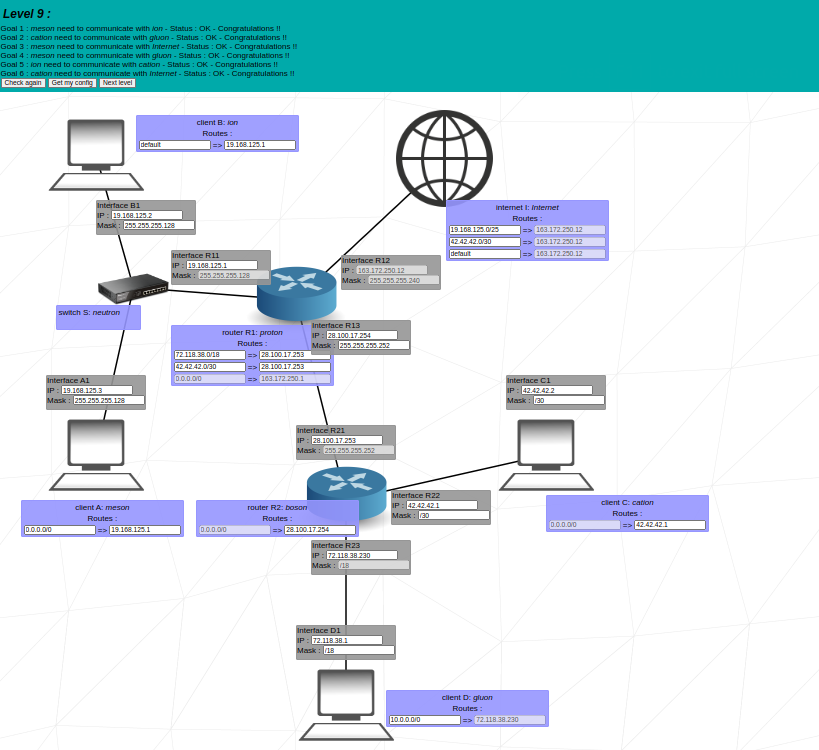 Level 9 :
Goal 1 : meson need to communicate with ion - Status : OK - Congratulations !!
Goal 2 : cation need to communicate with gluon - Status : OK - Congratulations !!
Goal 3 : meson need to communicate with Internet - Status : OK - Congratulations !!
Goal 4 : meson need to communicate with gluon - Status : OK - Congratulations !!
Goal 5 : ion need to communicate with cation - Status : OK - Congratulations !!
Goal 6 : cation need to communicate with Internet - Status : OK - Congratulations !!
Check again Get my config Next level
client B: ion
Routes :
default => 19.168.125.1
Interface B1
IP : 19.168.125.2
Mask : 255.255.255.128
internet I: Internet
Routes :
19.168.125.0/25 => 163.172.250.12
42.42.42.0/30 => 163.172.250.12
default => 163.172.250.12
Interface R11
IP : 19.168.125.1
Mask : 255.255.255.128
Interface R12
IP : 163.172.250.12
Mask : 255.255.255.240
switch S: neutron
Interface R13
IP : 28.100.17.254
Mask : 255.255.255.252
router R1: proton
Routes :
72.118.38.0/18 => 28.100.17.253
42.42.42.0/30 => 28.100.17.253
0.0.0.0/0 => 163.172.250.1
Interface A1
IP : 19.168.125.3
Mask : 255.255.255.128
Interface C1
IP : 42.42.42.2
Mask : /30
Interface R21
IP : 28.100.17.253
Mask : 255.255.255.252
Interface R22
IP : 42.42.42.1
Mask : /30
client A: meson
Routes :
0.0.0.0/0 => 19.168.125.1
router R2: boson
Routes :
0.0.0.0/0 => 28.100.17.254
client C: cation
Routes :
0.0.0.0/0 => 42.42.42.1
Interface R23
IP : 72.118.38.230
Mask : /18
Interface D1
IP : 72.118.38.1
Mask : /18
client D: gluon
Routes :
10.0.0.0/0 => 72.118.38.230